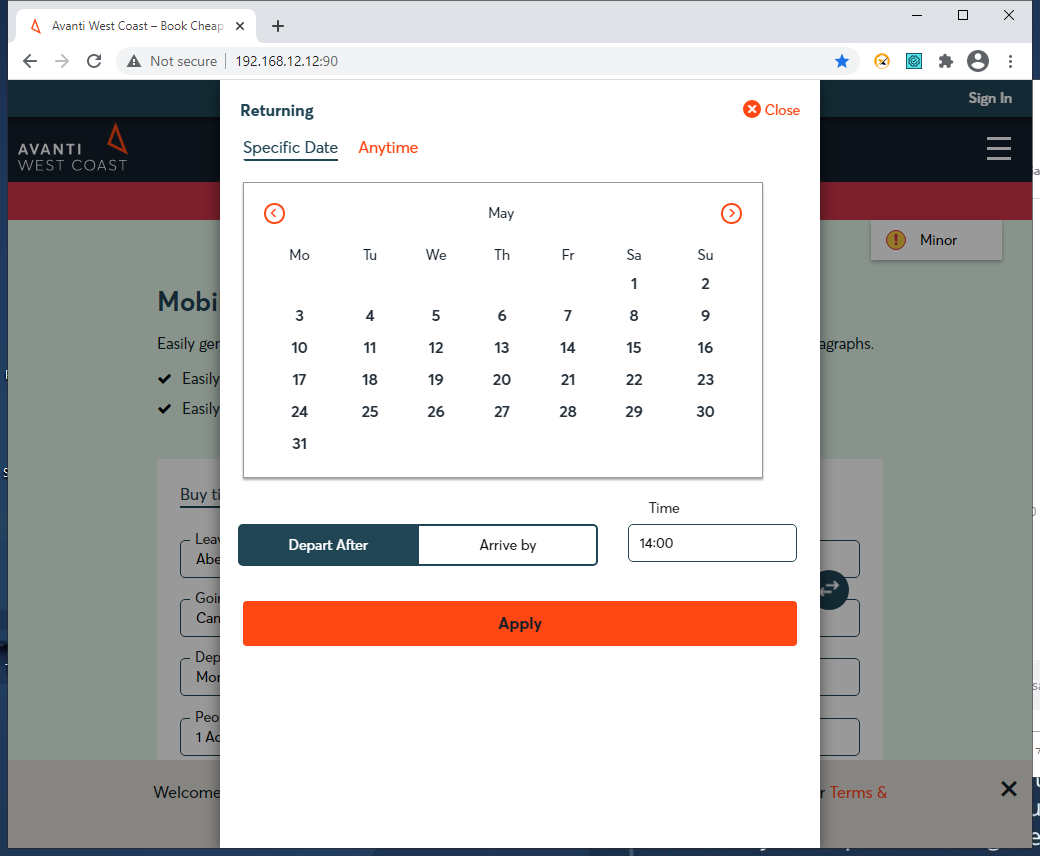 Avanti West Coast – Book Cheap
Not secure
192.168.12.12:90
Sign In
AVANTI
WEST COAST
Returning
Close
Specific Date Anytime
Minor
May
Mo Tu We Th Fr Sa Su
1 2
3 4 5 6 7 8 9
10 11 12 13 14 15 16
17 18 19 20 21 22 23
24 25 26 27 28 29 30
31
Mobi
Easily ger
agraphs.
Easily
Easily
Buy ti
Time
Depart After Arrive by 14:00
Leav
Abe
Goir
Can
Apply
Dep
Mor
Peo
1 Ad
Welcome
r Terms &